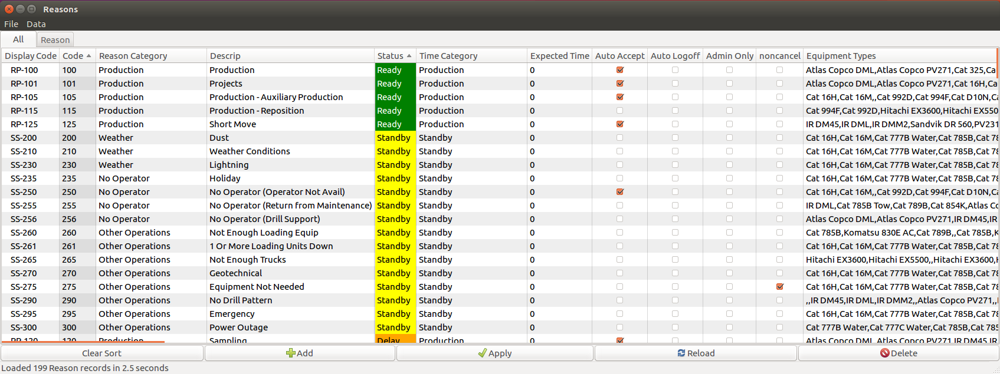 Reasons
File Data
All Reason
Display Code Code Reason Category Descrip Status Time Category Expected Time Auto Accept Auto Logoff Admin Only noncancel Equipment Types
RP-100 100 Production Production Ready Production 0 Atlas Copco DML,Atlas Copco PV271,Cat 325,Ca
RP-101 101 Production Projects Ready Production 0 Atlas Copco DML,Atlas Copco PV271,Cat 16H,Ca
RP-105 105 Production Production - Auxiliary Production Ready Production 0 Cat 16H,Cat 16M,,Cat 992D,Cat 994F,Cat D10N,Ca
RP-115 115 Production Production - Reposition Ready Production 0 Cat 994F,Cat 992D,Hitachi EX3600,Hitachi EX550
RP-125 125 Production Short Move Ready Production 0 IR DM45,IR DML,IR DMM2,Sandvik DR 560,PV231
SS-200 200 Weather Dust Standby Standby 0 Cat 16H,Cat 16M,Cat 777B Water,Cat 785B,Cat 78
SS-210 210 Weather Weather Conditions Standby Standby 0 Cat 16H,Cat 16M,Cat 777B Water,Cat 785B,Cat 78
SS-230 230 Weather Lightning Standby Standby 0 Cat 16H,Cat 16M,Cat 777B Water,Cat 785B,Cat 78
SS-235 235 No Operator Holiday Standby Standby 0 Cat 16H,Cat 16M,Cat 777B Water,Cat 785B,Cat 78
SS-250 250 No Operator No Operator (Operator Not Avail) Standby Standby 0 Cat 16H,Cat 16M,,Cat 992D,Cat 994F,Cat D10N,Ca
SS-255 255 No Operator No Operator (Return from Maintenance) Standby Standby 0 IR DML,Cat 785B Tow,Cat 789B,Cat 854K,Atlas Co
SS-256 256 No Operator No Operator (Drill Support) Standby Standby 0 Atlas Copco DML,Atlas Copco PV271,IR DM45,IR
SS-260 260 Other Operations Not Enough Loading Equip Standby Standby 0 Cat 785B,Komatsu 830E AC,Cat 789B,,Cat 785B,K
SS-261 261 Other Operations 1 Or More Loading Units Down Standby Standby 0 Cat 16H,Cat 16M,Cat 777B Water,Cat 785B,Cat 78
SS-265 265 Other Operations Not Enough Trucks Standby Standby 0 Hitachi EX3600,Hitachi EX5500,,Hitachi EX3600,H
SS-270 270 Other Operations Geotechnical Standby Standby 0 Cat 16H,Cat 16M,Cat 777B Water,Cat 785B,Cat 78
SS-275 275 Other Operations Equipment Not Needed Standby Standby 0 Cat 16H,Cat 16M,Cat 777B Water,Cat 785B,Cat 78
SS-290 290 Other Operations No Drill Pattern Standby Standby 0 ,,IR DM45,IR DML,IR DMM2,,Atlas Copco PV271,,I
SS-295 295 Other Operations Emergency Standby Standby 0 Cat 16H,Cat 16M,Cat 777B Water,Cat 785B,Cat 78
SS-300 300 Other Operations Power Outage Standby Standby 0 Cat 777B Water,Cat 777C Water,Cat 785B,Cat 785
RP-120 120 Production Sampling Delay Production 0 Atlas Copco DML,Atlas Copco PV271,IR DM45,IR
Clear Sort Add Apply Reload Delete
Loaded 199 Reason records in 2.5 seconds